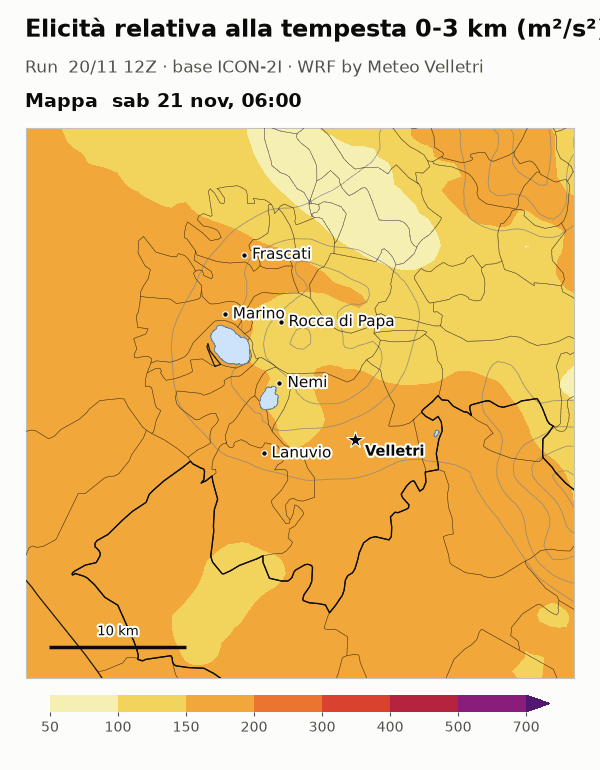 Elicità relativa alla tempesta 0-3 km (m²/s²)
Run 20/11 12Z · base ICON-2I · WRF by Meteo Velletri
Mappa sab 21 nov, 06:00
Frascati
Marino
Rocca di Papa
Nemi
Velletri
Lanuvio
10 km
50 100 150 200 300 400 500 700